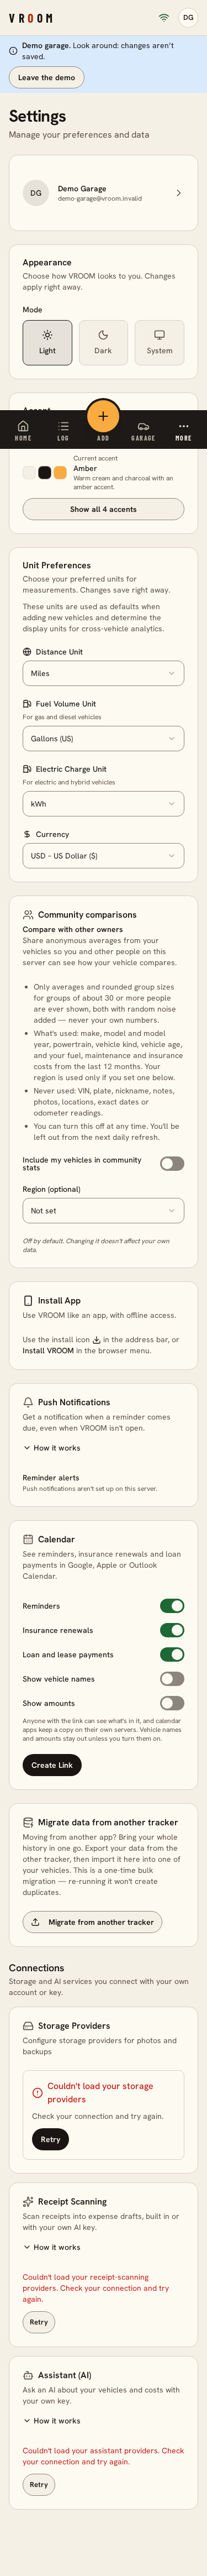 VROOM
DG
Demo garage. Look around: changes aren't
saved.
Leave the demo
Settings
Manage your preferences and data
DG
Demo Garage
demo-garage@vroom.invalid
Appearance
Choose how VROOM looks to you. Changes
apply right away.
Mode
Light
Dark
System
HOME
LOG
ADD
GARAGE
MORE
Current accent
Amber
Warm cream and charcoal with an
amber accent.
Show all 4 accents
Unit Preferences
Choose your preferred units for
measurements. Changes save right away.
These units are used as defaults when
adding new vehicles and determine the
display units for cross-vehicle analytics.
Distance Unit
Miles
Fuel Volume Unit
For gas and diesel vehicles
Gallons (US)
Electric Charge Unit
For electric and hybrid vehicles
kWh
Currency
USD - US Dollar ($)
Community comparisons
Compare with other owners
Share anonymous averages from your
vehicles so you and other people on this
server can see how your vehicle compares.
• Only averages and rounded group sizes
for groups of about 30 or more people
are ever shown, both with random noise
added — never your own numbers.
• What's used: make, model and model
year, powertrain, vehicle kind, vehicle age,
and your fuel, maintenance and insurance
costs from the last 12 months. Your
region is used only if you set one below.
• Never used: VIN, plate, nickname, notes,
photos, locations, exact dates or
odometer readings.
• You can turn this off at any time. You'll be
left out from the next daily refresh.
Include my vehicles in community
stats
Region (optional)
Not set
Off by default. Changing it doesn't affect your own
data.
Install App
Use VROOM like an app, with offline access.
Use the install icon in the address bar, or
Install VROOM in the browser menu.
Push Notifications
Get a notification when a reminder comes
due, even when VROOM isn't open.
How it works
Reminder alerts
Push notifications aren't set up on this server.
Calendar
See reminders, insurance renewals and loan
payments in Google, Apple or Outlook
Calendar.
Reminders
Insurance renewals
Loan and lease payments
Show vehicle names
Show amounts
Anyone with the link can see what's in it, and calendar
apps keep a copy on their own servers. Vehicle names
and amounts stay out unless you turn them on.
Create Link
Migrate data from another tracker
Moving from another app? Bring your whole
history in one go. Export your data from the
other tracker, then import it here into one of
your vehicles. This is a one-time bulk
migration — re-running it won't create
duplicates.
Migrate from another tracker
Connections
Storage and AI services you connect with your own
account or key.
Storage Providers
Configure storage providers for photos and
backups
Couldn't load your storage
providers
Check your connection and try again.
Retry
Receipt Scanning
Scan receipts into expense drafts, built in or
with your own AI key.
How it works
Couldn't load your receipt-scanning
providers. Check your connection and try
again.
Retry
Assistant (AI)
Ask an AI about your vehicles and costs with
your own key.
How it works
Couldn't load your assistant providers. Check
your connection and try again.
Retry